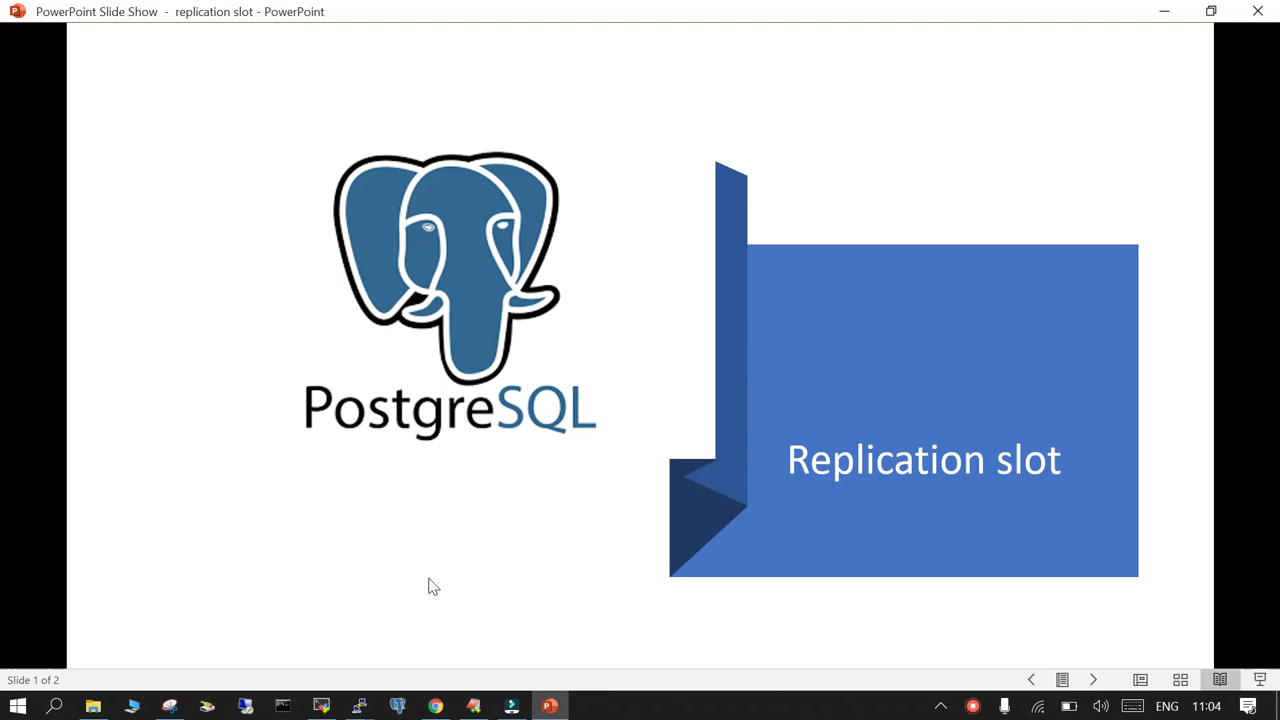 PowerPoint Slide Show - replication slot - PowerPoint
PostgreSQL
Replication slot
Slide 1 of 2
ENG
11:04